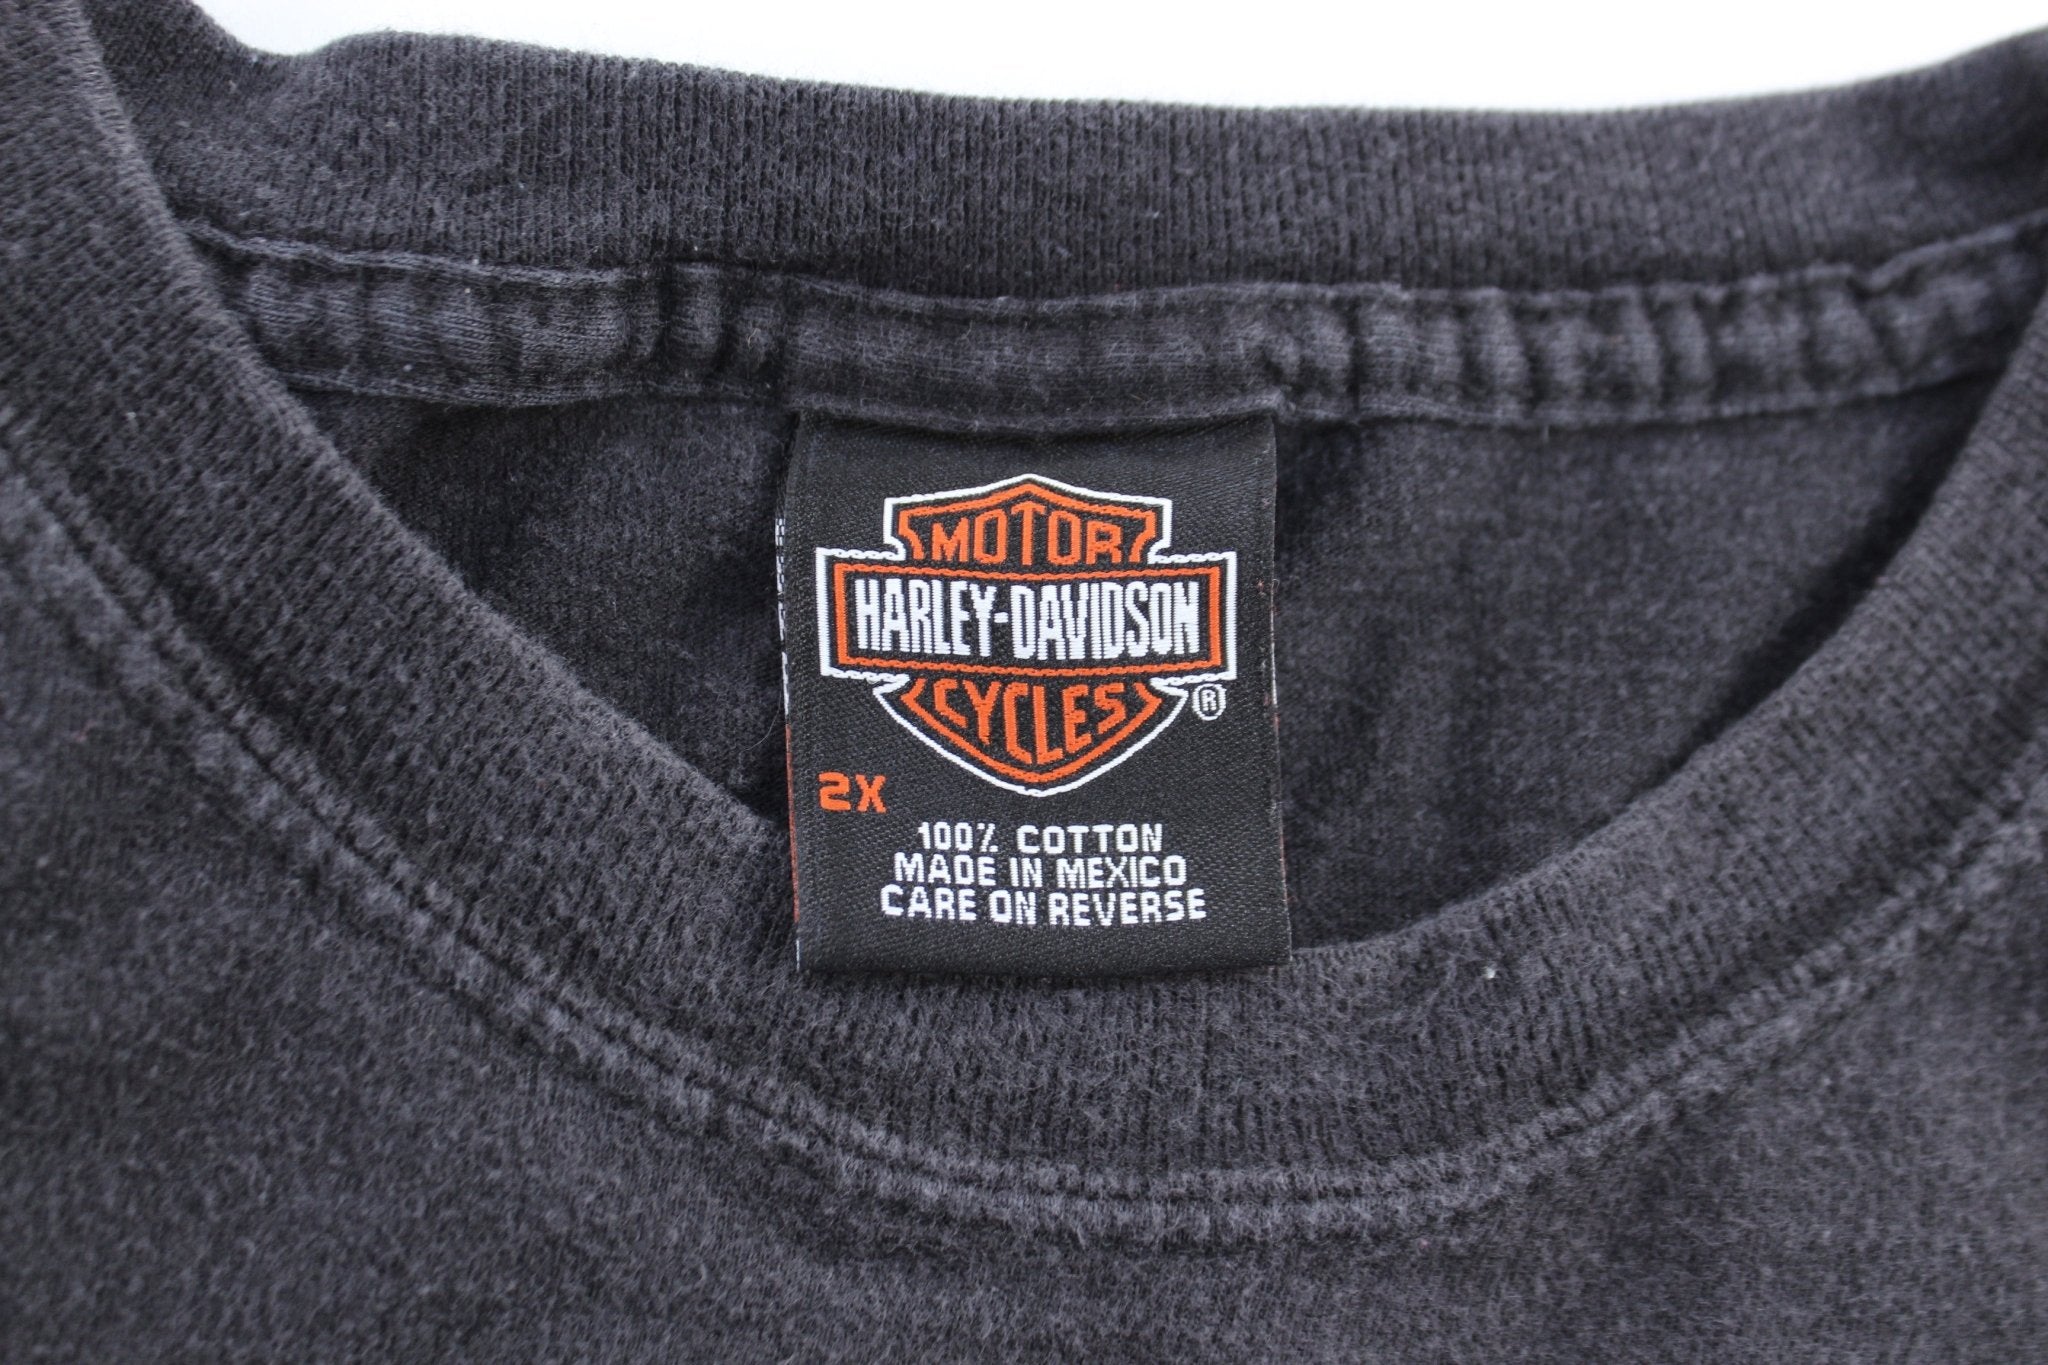 MOTOR
HARLEY-DAVIDSON
CYCLES
®
2X
100% COTTON
MADE IN MEXICO
CARE ON REVERSE